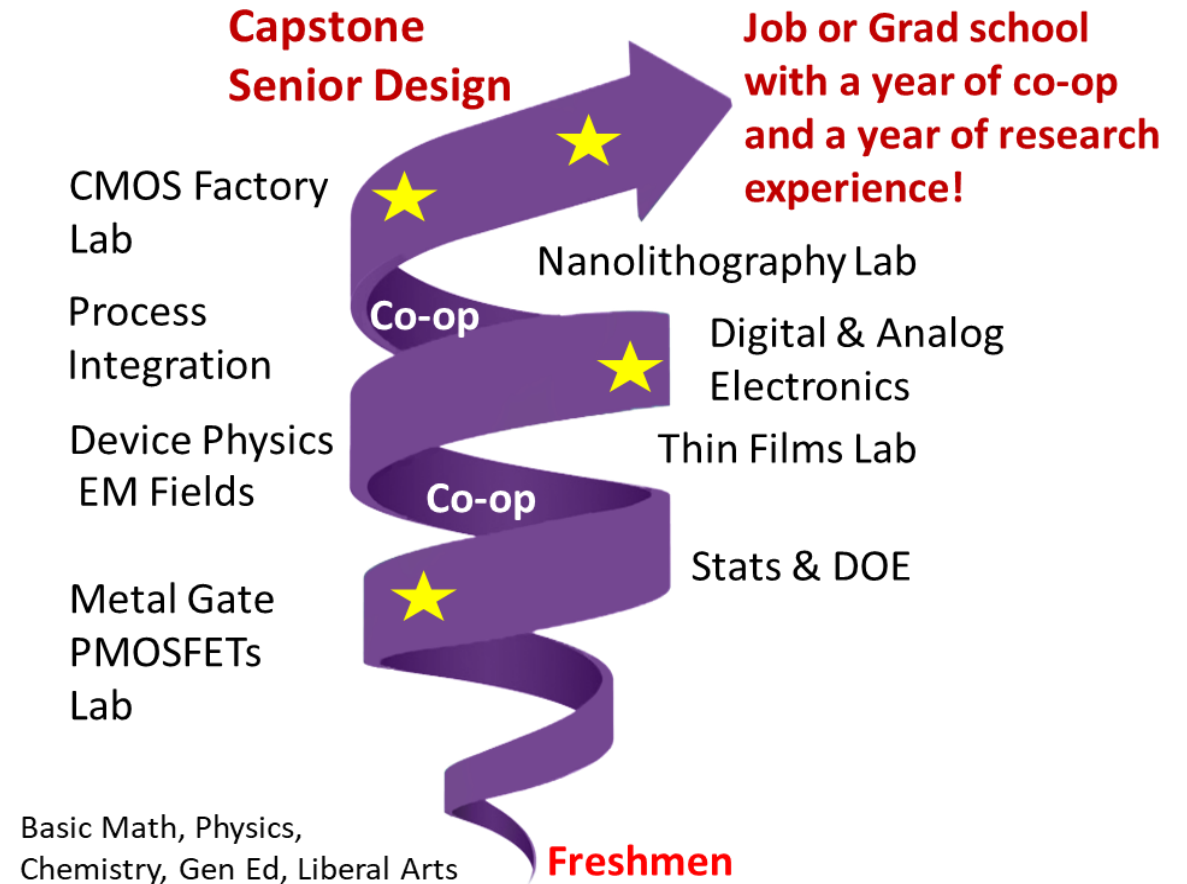 Capstone
Senior Design
Job or Grad school
with a year of co-op
and a year of research
experience!
CMOS Factory
Lab
Nanolithography Lab
Process
Integration
Co-op
Digital & Analog
Electronics
Device Physics
EM Fields
Thin Films Lab
Co-op
Stats & DOE
Metal Gate
PMOSFETs
Lab
Basic Math, Physics,
Chemistry, Gen Ed, Liberal Arts
Freshmen